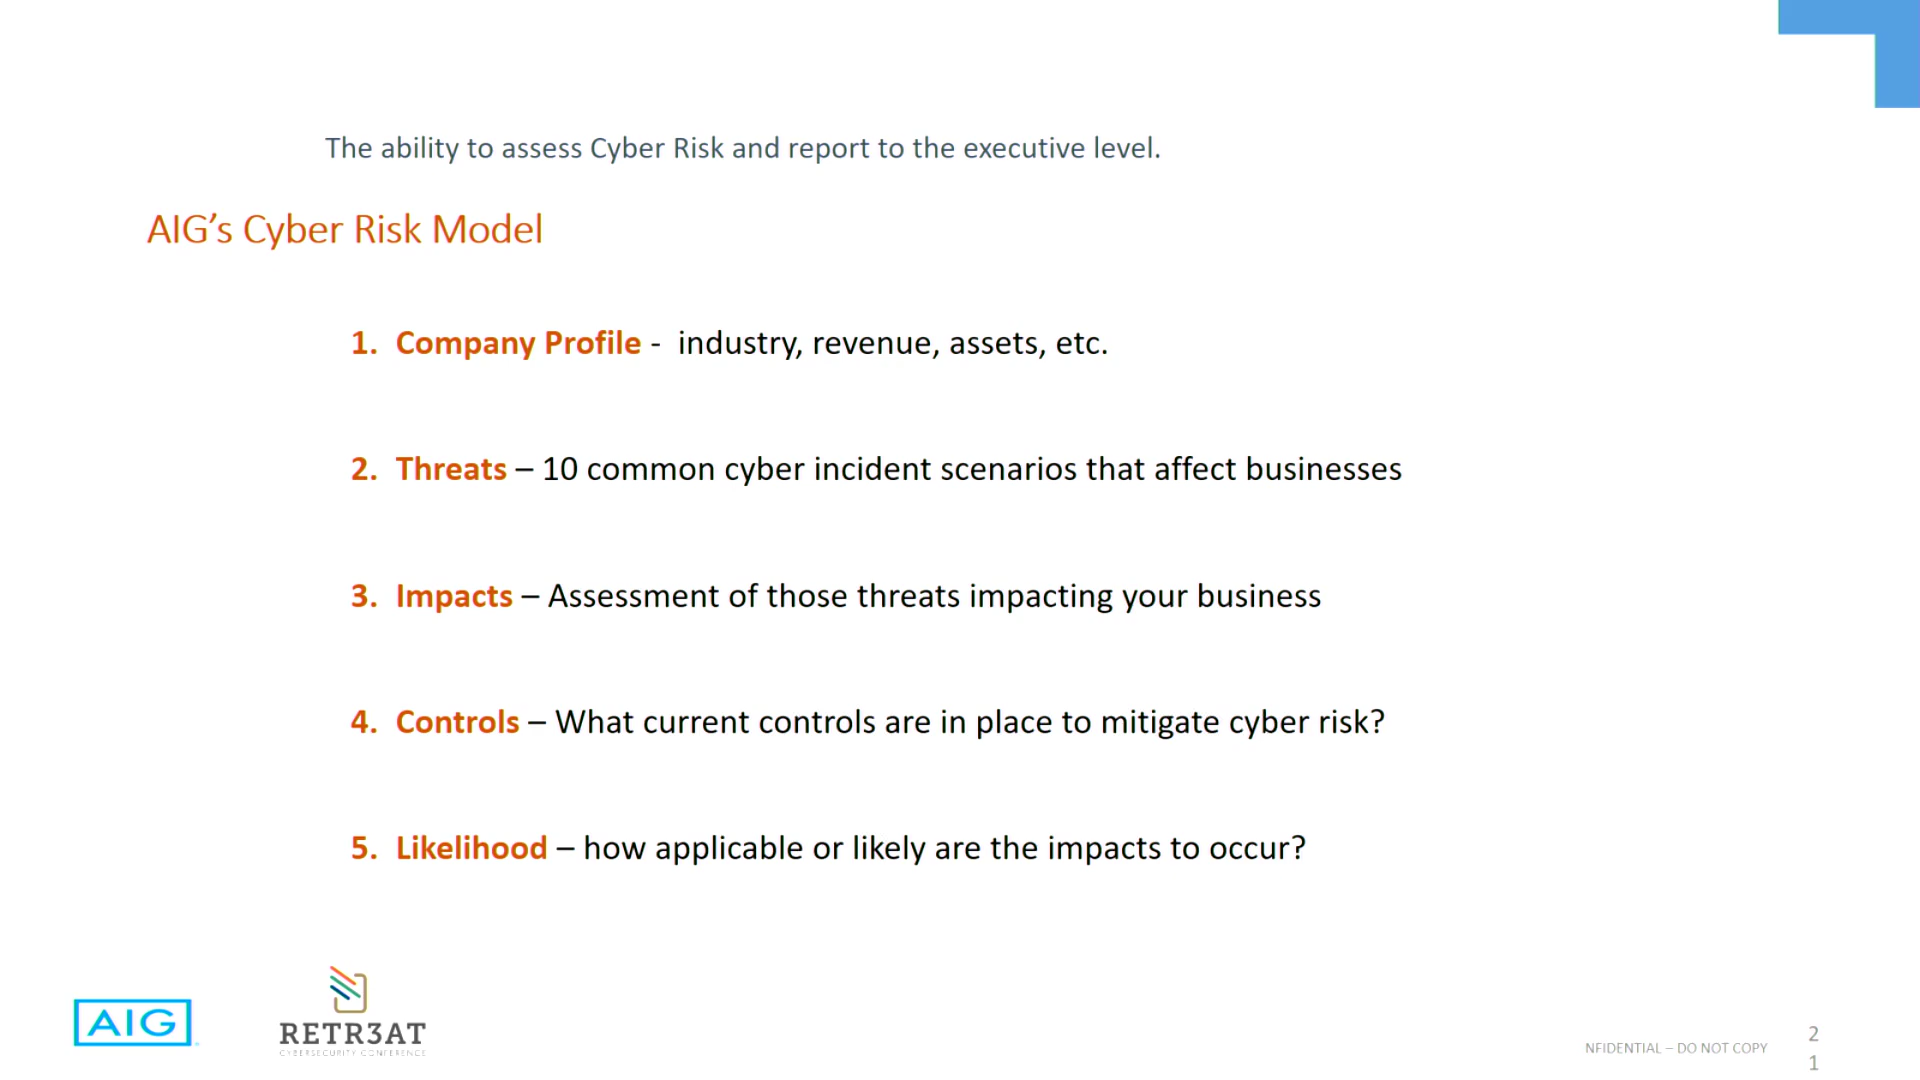 The ability to assess Cyber Risk and report to the executive level.
AIG’s Cyber Risk Model
1. Company Profile - industry, revenue, assets, etc.
2. Threats – 10 common cyber incident scenarios that affect businesses
3. Impacts – Assessment of those threats impacting your business
4. Controls – What current controls are in place to mitigate cyber risk?
5. Likelihood – how applicable or likely are the impacts to occur?
AIG
RETR3AT
CYBERSECURITY CONFERENCE
NFIDENTIAL – DO NOT COPY
2
1